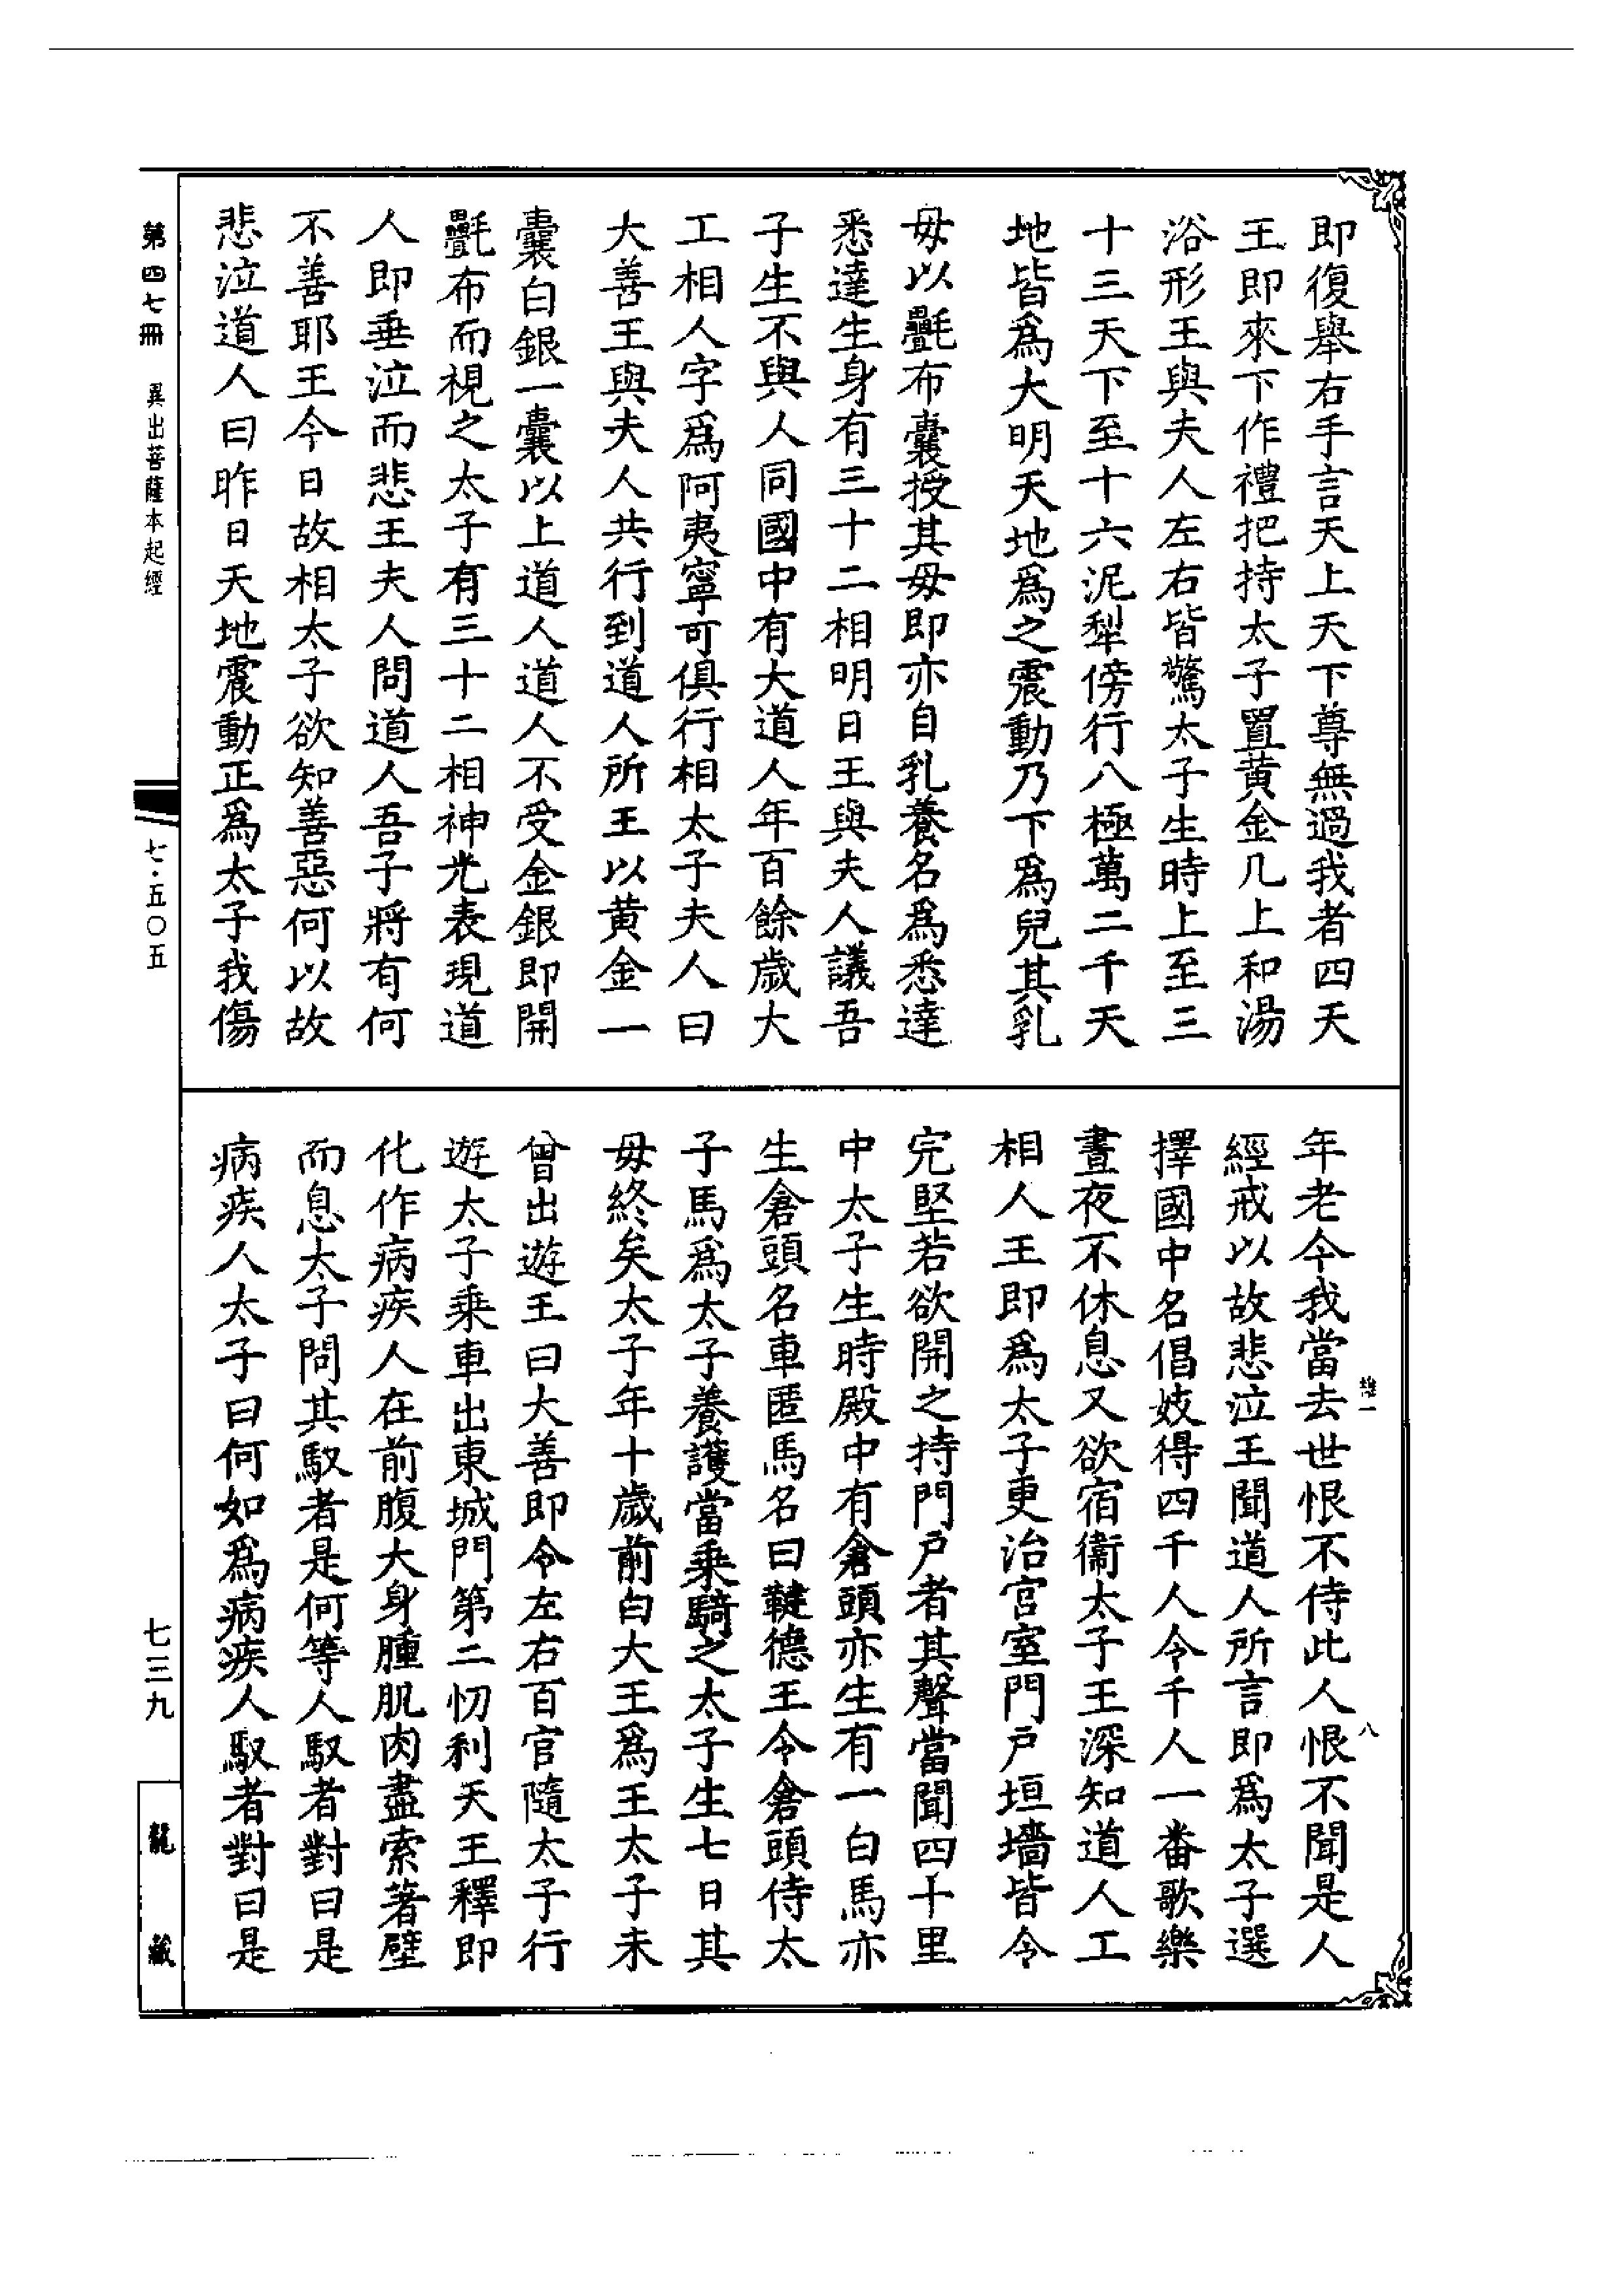 即復舉右手言天上天下尊無過我者四天
王即來下作禮把持太子置黃金几上和湯
浴形王與夫人左右皆驚太子生時上至三
十三天下至十六泥犁傍行八極萬二千天
地皆爲大明天地爲之震動乃下爲兒其乳
母以㲲布囊授其母即亦自乳養名爲悉達
悉達生身有三十二相明日王與夫人議吾
子生不與人同國中有大道人年百餘歲大
工相人字爲阿夷寧可俱行相太子夫人曰
大善王與夫人共行到道人所王以黃金一
囊白銀一囊以上道人道人不受金銀即開
㲲布而視之太子有三十二相神光表現道
人即垂泣而悲王夫人問道人吾子將有何
不善耶王今日故相太子欲知善惡何以故
悲泣道人曰昨日天地震動正爲太子我傷
年老今我當去世恨不侍此人恨不聞是人
經戒以故悲泣王聞道人所言即爲太子選
擇國中名倡妓得四千人令千人一番歌樂
晝夜不休息又欲宿衞太子王深知道人工
相人王即爲太子更治宮室門戶垣墻皆令
完堅若欲開之持門戶者其聲當聞四十里
中太子生時殿中有倉頭亦生有一白馬亦
生倉頭名車匿馬名曰鞬德王令倉頭侍太
子馬爲太子養護當乘騎之太子生七日其
母終矣太子年十歲前白大王爲王太子未
曾出遊王曰大善即令左右百官隨太子行
遊太子乘車出東城門第二忉利天王釋即
化作病疾人在前腹大身腫肌肉盡索著壁
而息太子問其馭者是何等人馭者對曰是
病疾人太子曰何如爲病疾人馭者對曰是
雄一
八
第四七冊 異出菩薩本起經
七·五〇五
七三九
龍藏